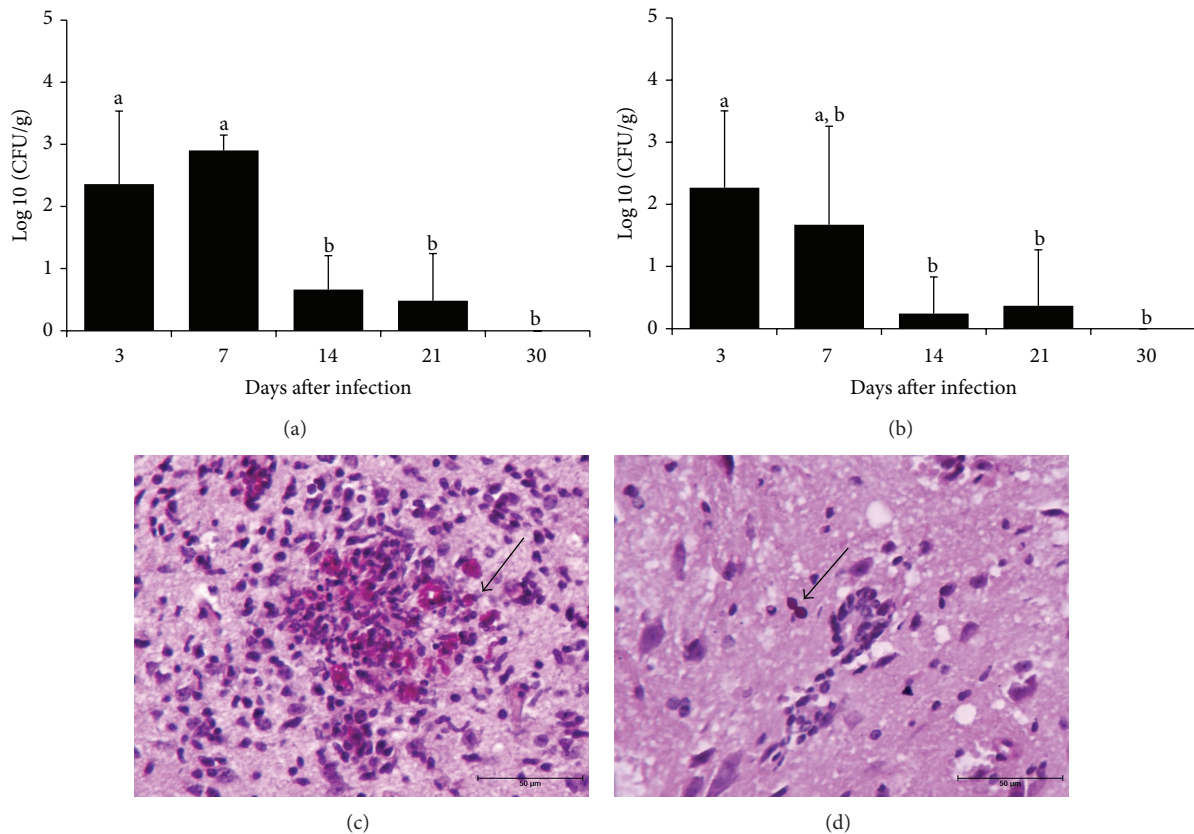 5
4
3
2
1
0
Log 10 (CFU/g)
a
a
b
b
b
3 7 14 21 30
Days after infection
(a)
5
4
3
2
1
0
Log 10 (CFU/g)
a
a, b
b
b
b
3 7 14 21 30
Days after infection
(b)
50 µm
(c)
50 µm
(d)